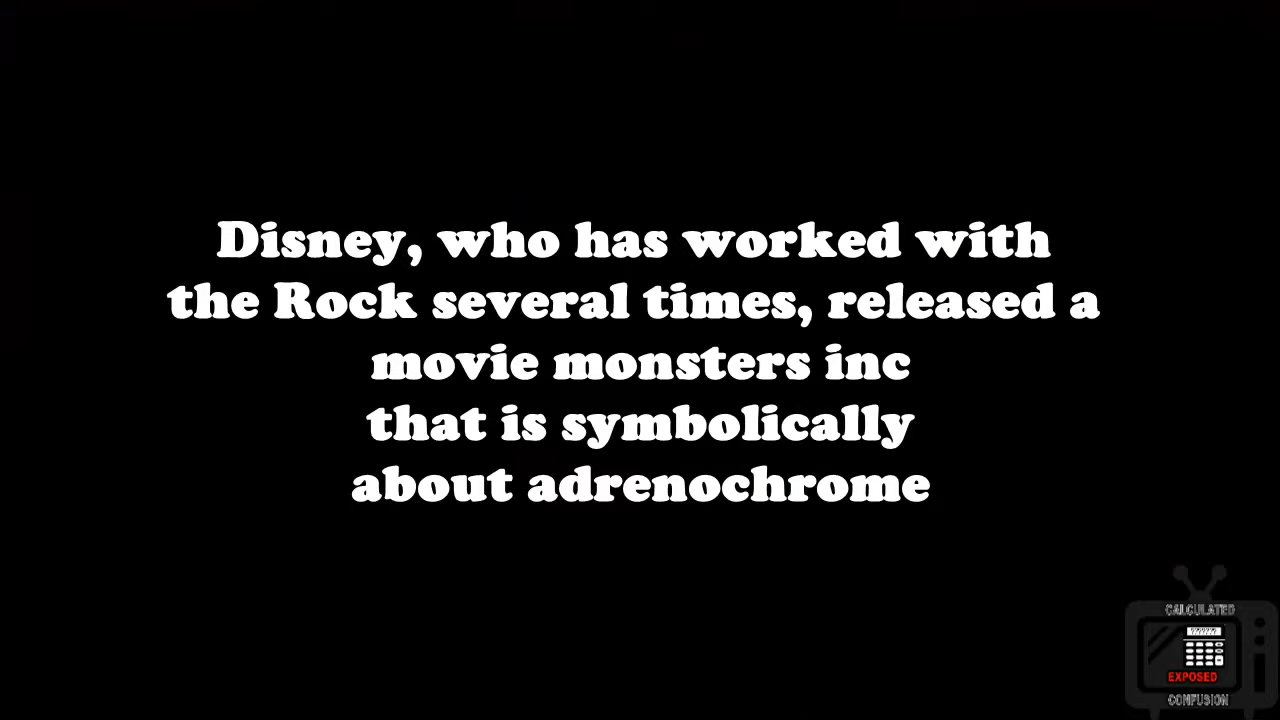 Disney, who has worked with
the Rock several times, released a
movie monsters inc
that is symbolically
about adrenochrome
CALCULATED
EXPOSED
CONFUSION